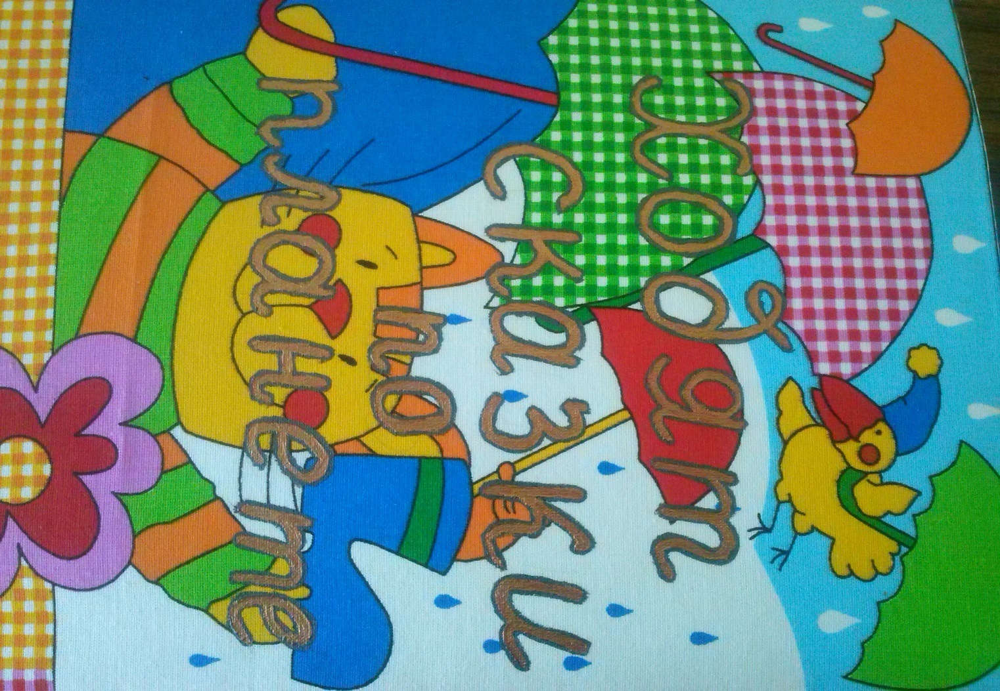 Ходят
сказки
по
планете